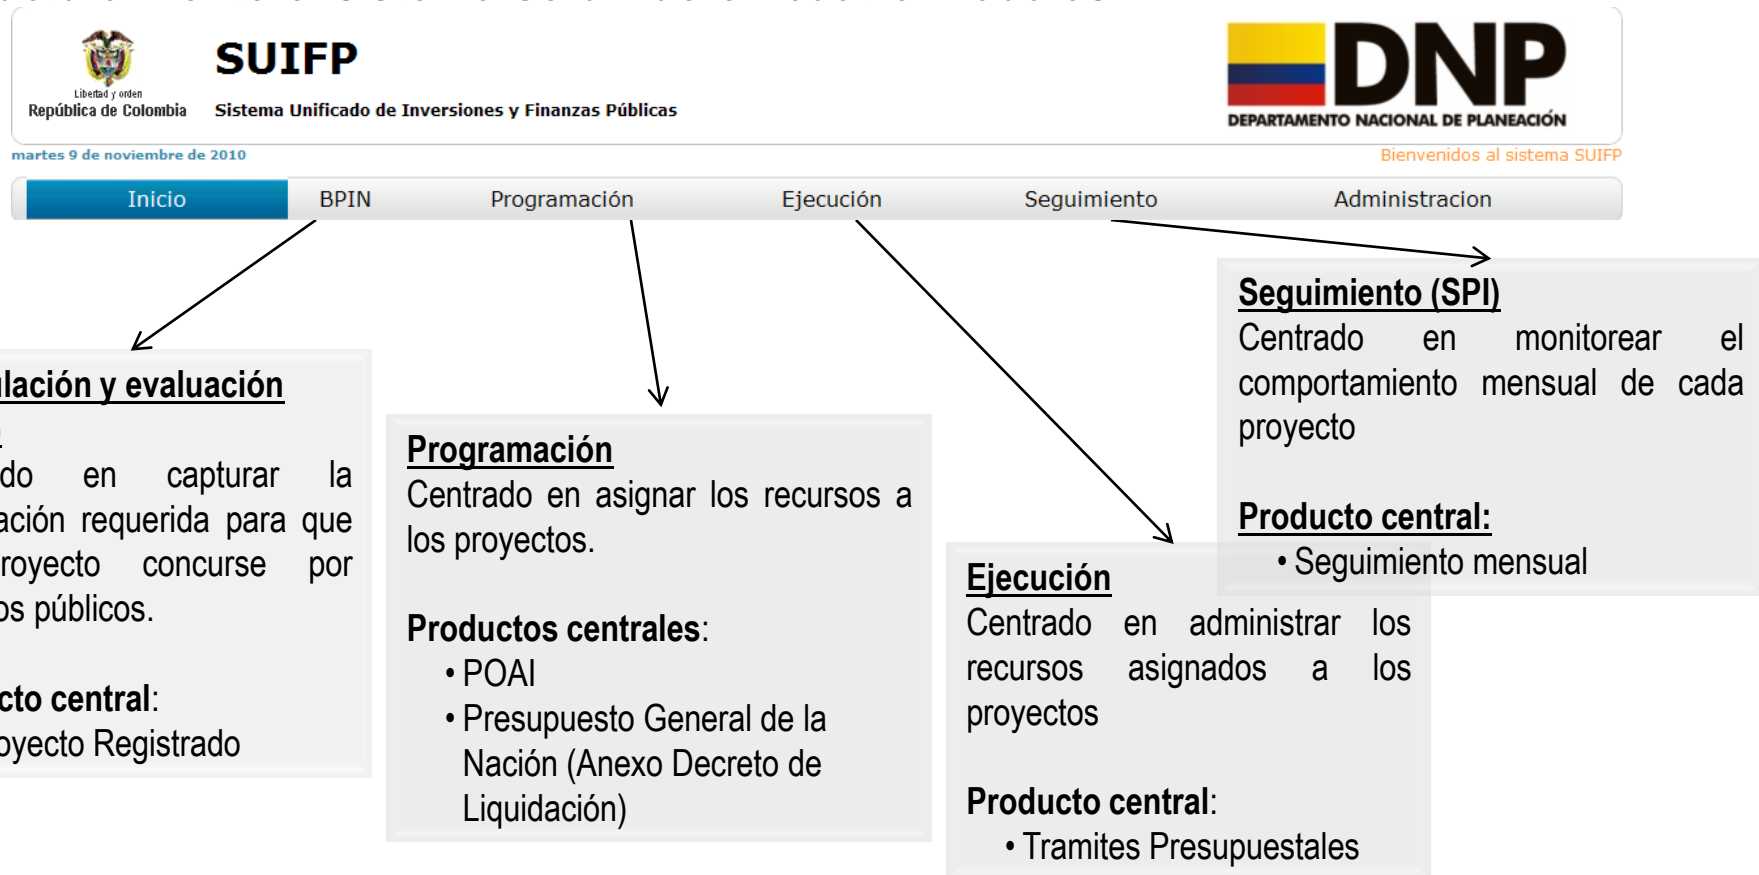 SUIFP
Libertad y orden
República de Colombia
Sistema Unificado de Inversiones y Finanzas Públicas
DNP
DEPARTAMENTO NACIONAL DE PLANEACIÓN
martes 9 de noviembre de 2010
Bienvenidos al sistema SUIFP
Inicio BPIN Programación Ejecución Seguimiento Administracion
ulación y evaluación
do en capturar la
ación requerida para que
royecto concurse por
os públicos.
cto central:
oyecto Registrado
Programación
Centrado en asignar los recursos a
los proyectos.
Productos centrales:
• POAI
• Presupuesto General de la
Nación (Anexo Decreto de
Liquidación)
Ejecución
Centrado en administrar los
recursos asignados a los
proyectos
Producto central:
• Tramites Presupuestales
Seguimiento (SPI)
Centrado en monitorear el
comportamiento mensual de cada
proyecto
Producto central:
• Seguimiento mensual